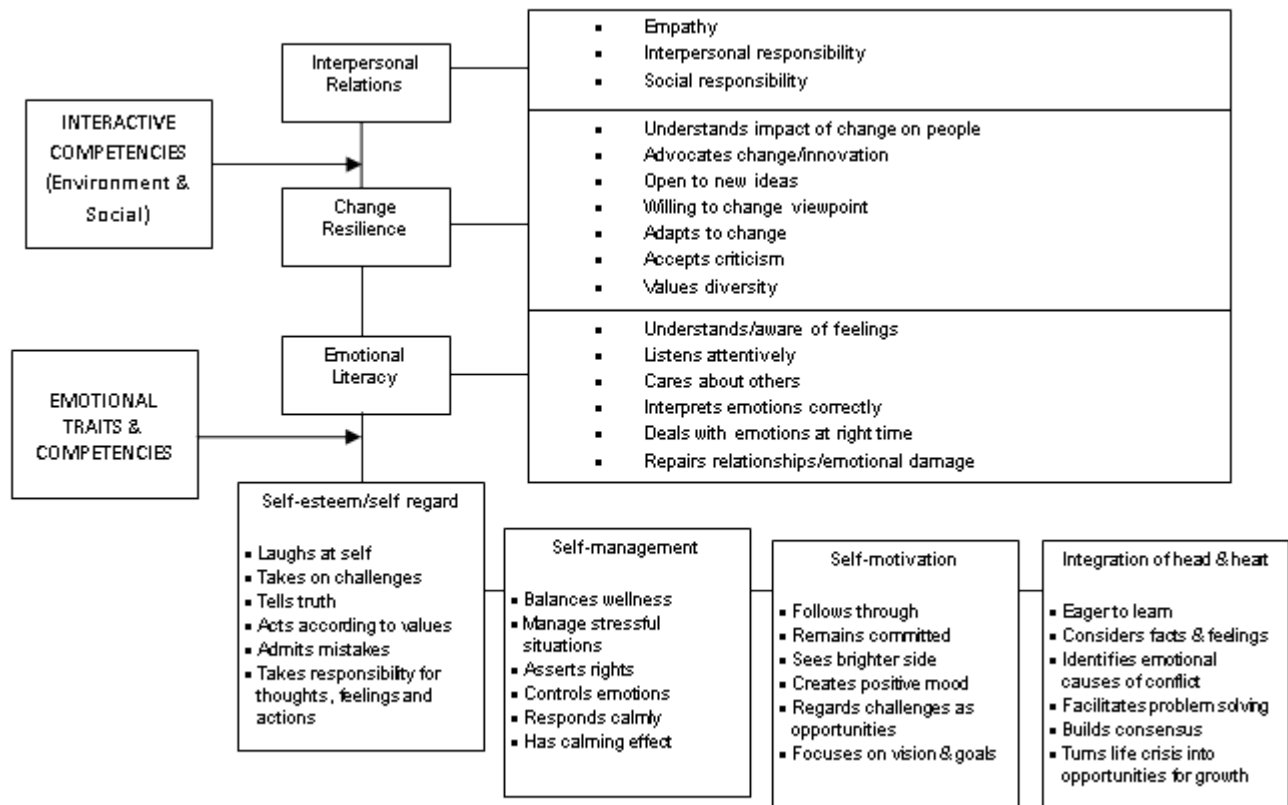 INTERACTIVE
COMPETENCIES
(Environment &
Social)
EMOTIONAL
TRAITS &
COMPETENCIES
Interpersonal
Relations
▪ Empathy
▪ Interpersonal responsibility
▪ Social responsibility
Change
Resilience
▪ Understands impact of change on people
▪ Advocates change/innovation
▪ Open to new ideas
▪ Willing to change viewpoint
▪ Adapts to change
▪ Accepts criticism
▪ Values diversity
Emotional
Literacy
▪ Understands/aware of feelings
▪ Listens attentively
▪ Cares about others
▪ Interprets emotions correctly
▪ Deals with emotions at right time
▪ Repairs relationships/emotional damage
Self-esteem/self regard
▪ Laughs at self
▪ Takes on challenges
▪ Tells truth
▪ Acts according to values
▪ Admits mistakes
▪ Takes responsibility for
thoughts, feelings and
actions
Self-management
▪ Balances wellness
▪ Manage stressful
situations
▪ Asserts rights
▪ Controls emotions
▪ Responds calmly
▪ Has calming effect
Self-motivation
▪ Follows through
▪ Remains committed
▪ Sees brighter side
▪ Creates positive mood
▪ Regards challenges as
opportunities
▪ Focuses on vision & goals
Integration of head & heat
▪ Eager to learn
▪ Considers facts & feelings
▪ Identifies emotional
causes of conflict
▪ Facilitates problem solving
▪ Builds consensus
▪ Turns life crisis into
opportunities for growth